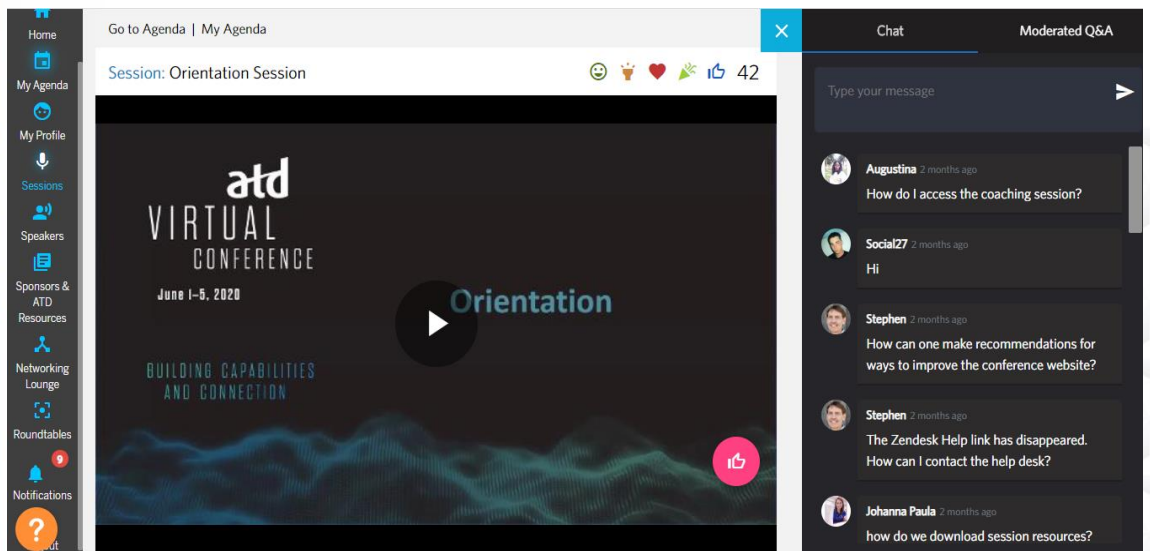 Home
My Agenda
My Profile
Sessions
Speakers
Sponsors &
ATD
Resources
Networking
Lounge
Roundtables
9
Notifications
?
ut
Go to Agenda | My Agenda
Session: Orientation Session
42
atd
VIRTUAL
CONFERENCE
June 1-5, 2020
BUILDING CAPABILITIES
AND CONNECTION
Orientation
Chat
Moderated Q&A
Type your message
Augustina 2 months ago
How do I access the coaching session?
Social27 2 months ago
Hi
Stephen 2 months ago
How can one make recommendations for
ways to improve the conference website?
Stephen 2 months ago
The Zendesk Help link has disappeared.
How can I contact the help desk?
Johanna Paula 2 months ago
how do we download session resources?